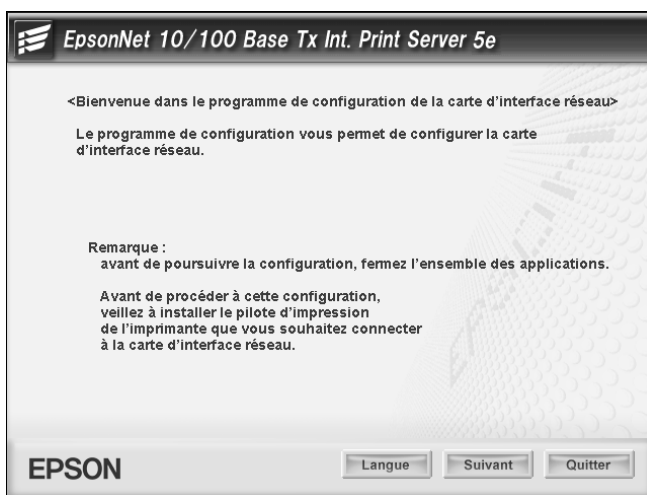 EpsonNet 10/100 Base Tx Int. Print Server 5e
<Bienvenue dans le programme de configuration de la carte d'interface réseau>
Le programme de configuration vous permet de configurer la carte
d'interface réseau.
Remarque :
avant de poursuivre la configuration, fermez l'ensemble des applications.
Avant de procéder à cette configuration,
veillez à installer le pilote d'impression
de l'imprimante que vous souhaitez connecter
à la carte d'interface réseau.
EPSON
Langue
Suivant
Quitter